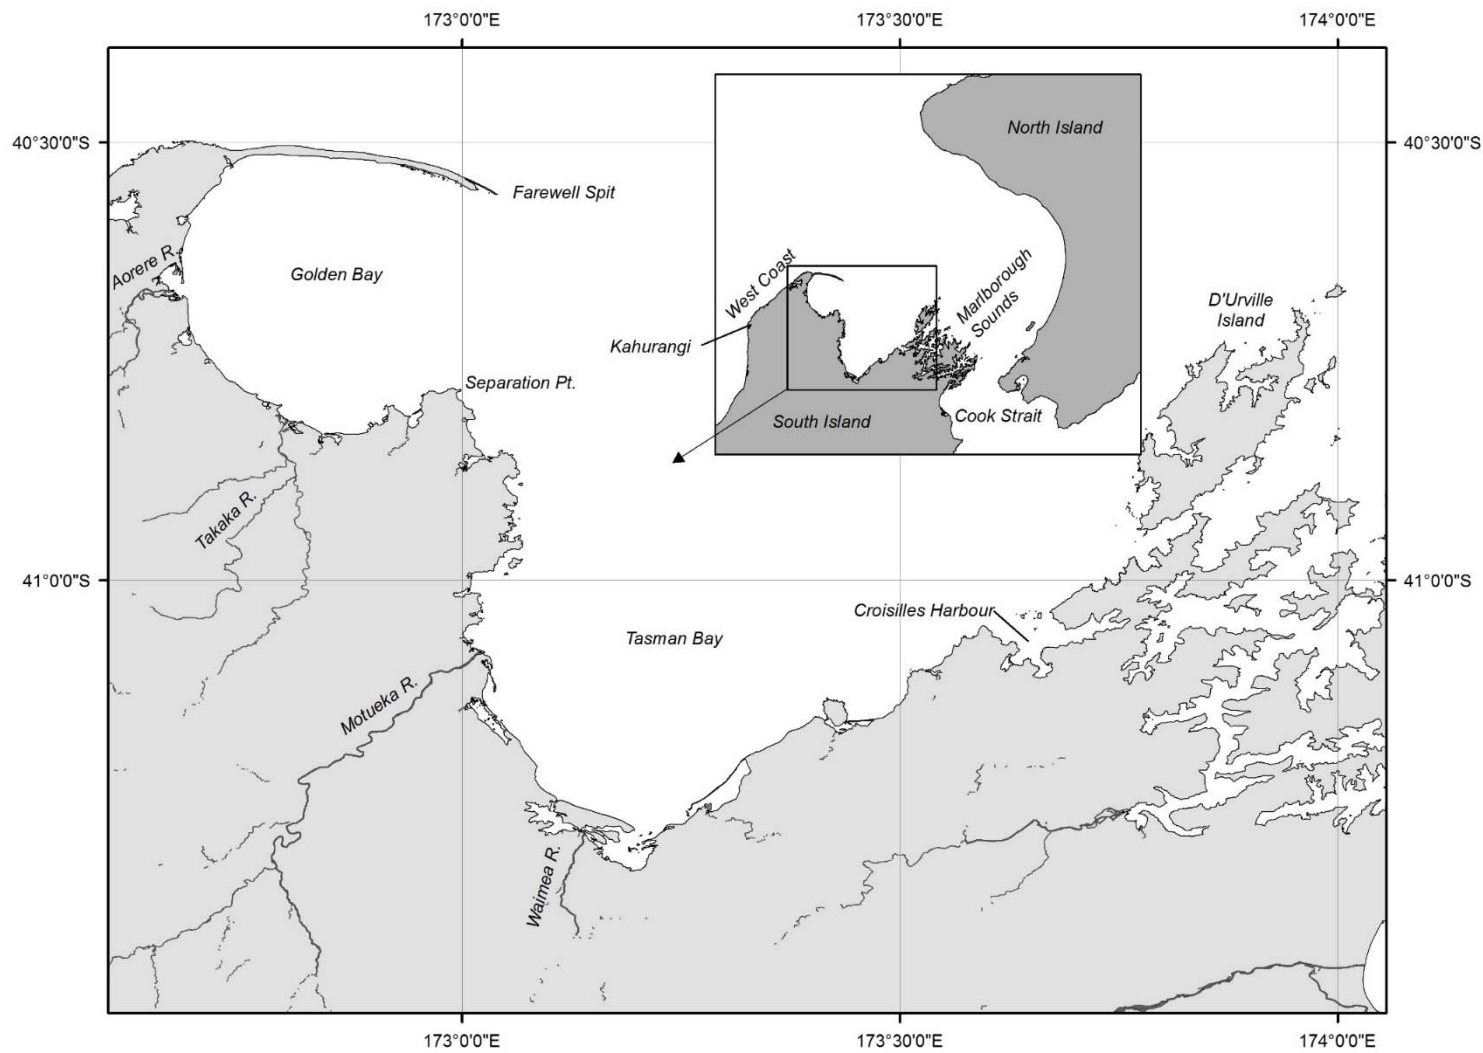 173°0'0"E
173°30'0"E
174°0'0"E
40°30'0"S
40°30'0"S
North Island
Farewell Spit
Aorere R.
Golden Bay
West Coast
Marlborough
Sounds
D'Urville
Island
Kahurangi
Separation Pt.
South Island
Cook Strait
Takaka R.
41°0'0"S
41°0'0"S
Croisilles Harbour
Tasman Bay
Motueka R.
Waimea R.
173°0'0"E
173°30'0"E
174°0'0"E